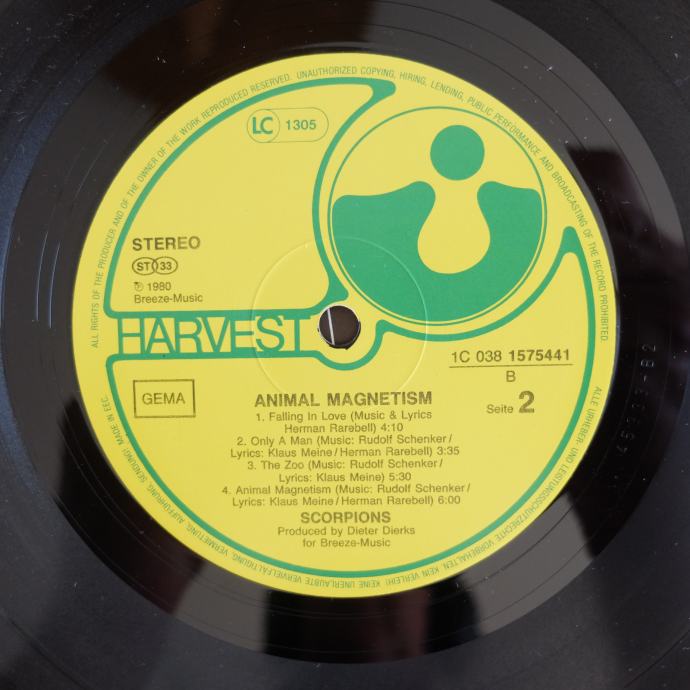 ALL RIGHTS OF THE PRODUCER AND OF THE OWNER OF THE WORK REPRODUCED RESERVED. UNAUTHORIZED COPYING, HIRING, LENDING, PUBLIC PERFORMANCE AND BROADCASTING OF THE RECORD PROHIBITED.
LC 1305
STEREO
ST 33
℗ 1980
Breeze-Music
HARVEST
1C 038 1575441
B
GEMA
Seite 2
ANIMAL MAGNETISM
1. Falling In Love (Music & Lyrics
Herman Rarebell) 4:10
2. Only A Man (Music: Rudolf Schenker/
Lyrics: Klaus Meine/Herman Rarebell) 3:35
3. The Zoo (Music: Rudolf Schenker/
Lyrics: Klaus Meine) 5:30
4. Animal Magnetism (Music: Rudolf Schenker/
Lyrics: Klaus Meine/Herman Rarebell) 6:00
SCORPIONS
Produced by Dieter Dierks
for Breeze-Music
ALLE URHEBER- UND LEISTUNGSSCHUTZRECHTE VORBEHALTEN. KEIN VERLEIH! KEINE UNERLAUBTE VERVIELFÄLTIGUNG, VERMIETUNG, AUFFÜHRUNG, SENDUNG! MADE IN EEC